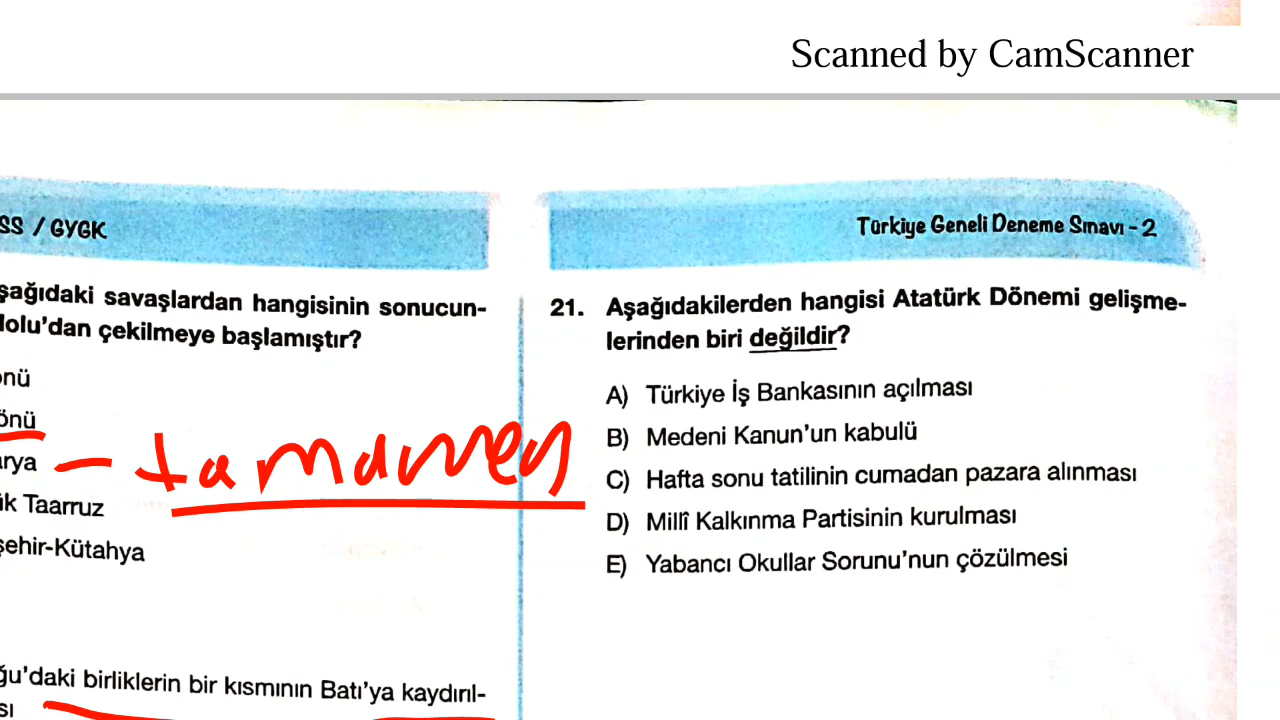 Scanned by CamScanner
SS / GYGK
Türkiye Geneli Deneme Sınavı - 2
şağıdaki savaşlardan hangisinin sonucun-
dolu'dan çekilmeye başlamıştır?
önü
önü
arya - tamamen
ik Taarruz
şehir-Kütahya
ğu'daki birliklerin bir kısmının Batı'ya kaydırıl-
sı
21. Aşağıdakilerden hangisi Atatürk Dönemi gelişme-
lerinden biri değildir?
A) Türkiye İş Bankasının açılması
B) Medeni Kanun'un kabulü
C) Hafta sonu tatilinin cumadan pazara alınması
D) Millî Kalkınma Partisinin kurulması
E) Yabancı Okullar Sorunu'nun çözülmesi